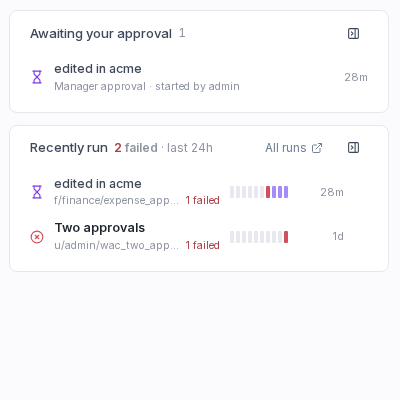 Awaiting your approval 1
edited in acme
Manager approval · started by admin
28m
Recently run 2 failed · last 24h All runs
edited in acme
f/finance/expense_app... 1 failed
28m
Two approvals
u/admin/wac_two_app... 1 failed
1d